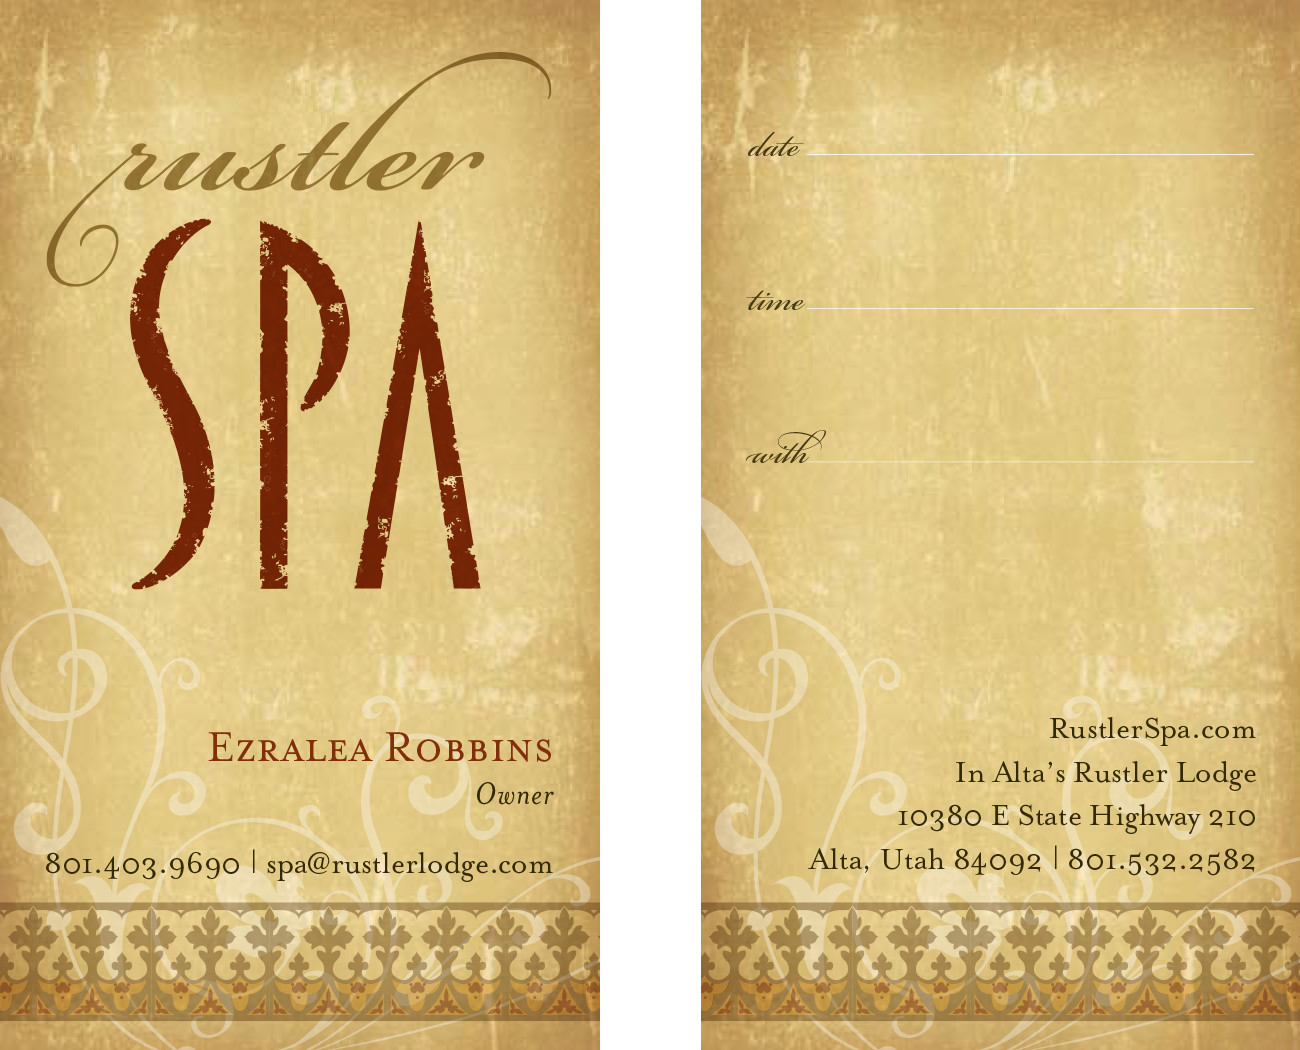 rustler
SPA
Ezralea Robbins
Owner
801.403.9690 | spa@rustlerlodge.com
date
time
with
RustlerSpa.com
In Alta’s Rustler Lodge
10380 E State Highway 210
Alta, Utah 84092 | 801.532.2582